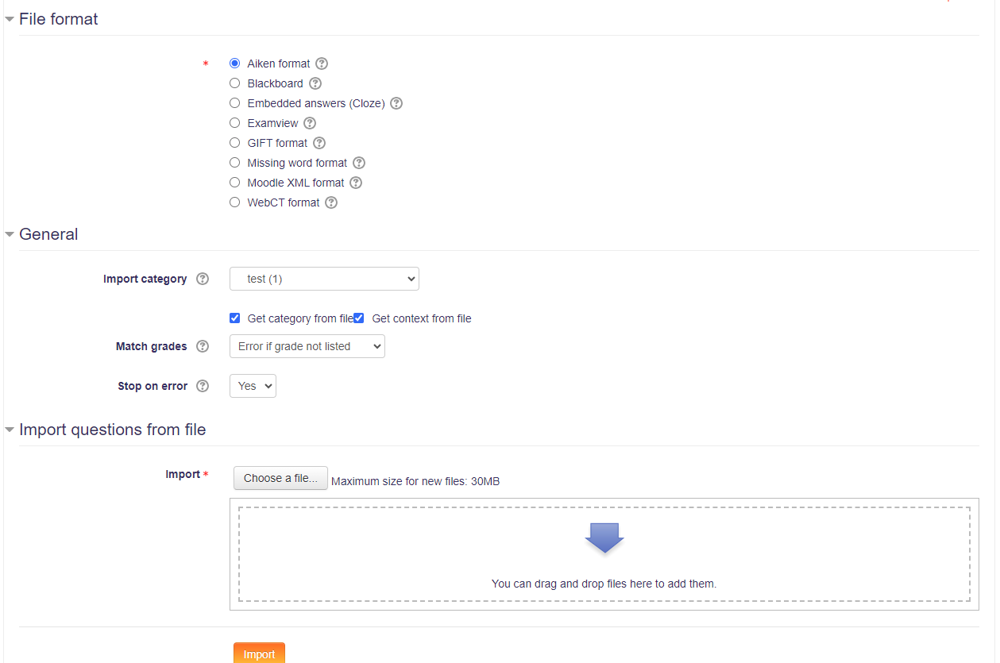 File format
* Aiken format ?
Blackboard ?
Embedded answers (Cloze) ?
Examview ?
GIFT format ?
Missing word format ?
Moodle XML format ?
WebCT format ?
General
Import category ? test (1)
Get category from file Get context from file
Match grades ? Error if grade not listed
Stop on error ? Yes
Import questions from file
Import * Choose a file... Maximum size for new files: 30MB
You can drag and drop files here to add them.
Import